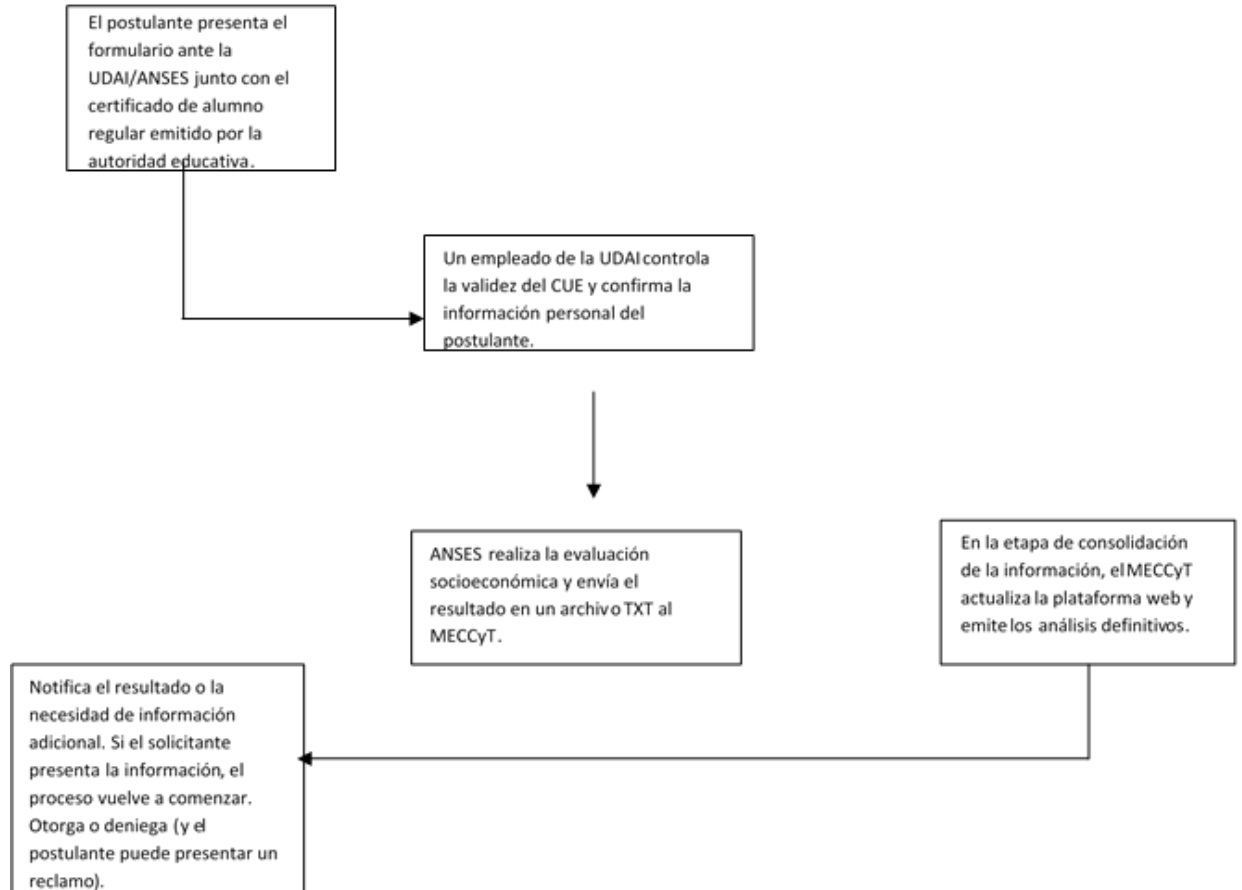 El postulante presenta el
formulario ante la
UDAI/ANSES junto con el
certificado de alumno
regular emitido por la
autoridad educativa.
Un empleado de la UDAI controla
la validez del CUE y confirma la
información personal del
postulante.
ANSES realiza la evaluación
socioeconómica y envía el
resultado en un archivo TXT al
MECCyT.
En la etapa de consolidación
de la información, el MECCyT
actualiza la plataforma web y
emite los análisis definitivos.
Notifica el resultado o la
necesidad de información
adicional. Si el solicitante
presenta la información, el
proceso vuelve a comenzar.
Otorga o deniega (y el
postulante puede presentar un
reclamo).